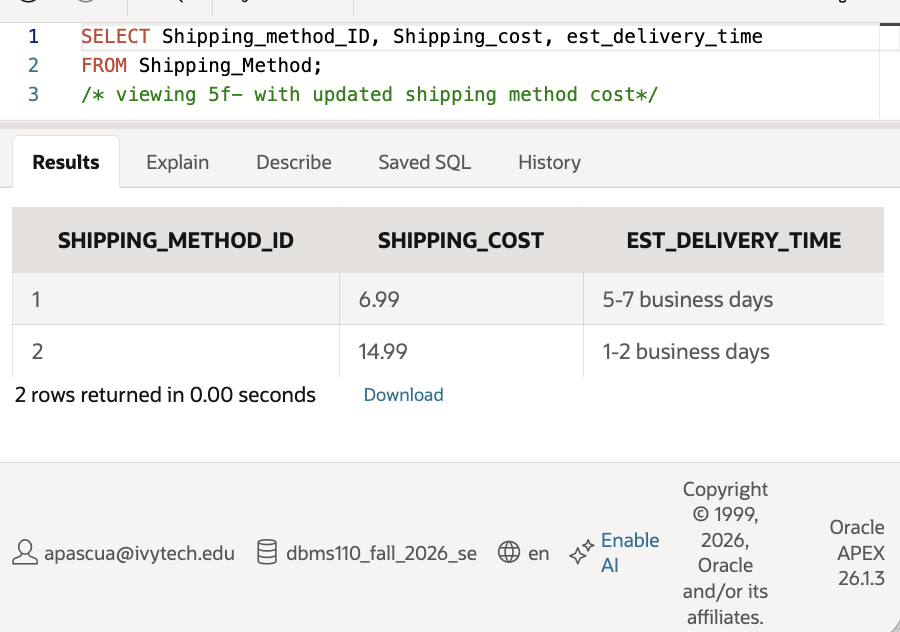 1 SELECT Shipping_method_ID, Shipping_cost, est_delivery_time
2 FROM Shipping_Method;
3 /* viewing 5f- with updated shipping method cost*/
Results Explain Describe Saved SQL History
SHIPPING_METHOD_ID SHIPPING_COST EST_DELIVERY_TIME
1 6.99 5-7 business days
2 14.99 1-2 business days
2 rows returned in 0.00 seconds Download
apascua@ivytech.edu dbms110_fall_2026_se en
Enable
AI
Copyright
© 1999,
2026,
Oracle
and/or its
affiliates.
Oracle
APEX
26.1.3